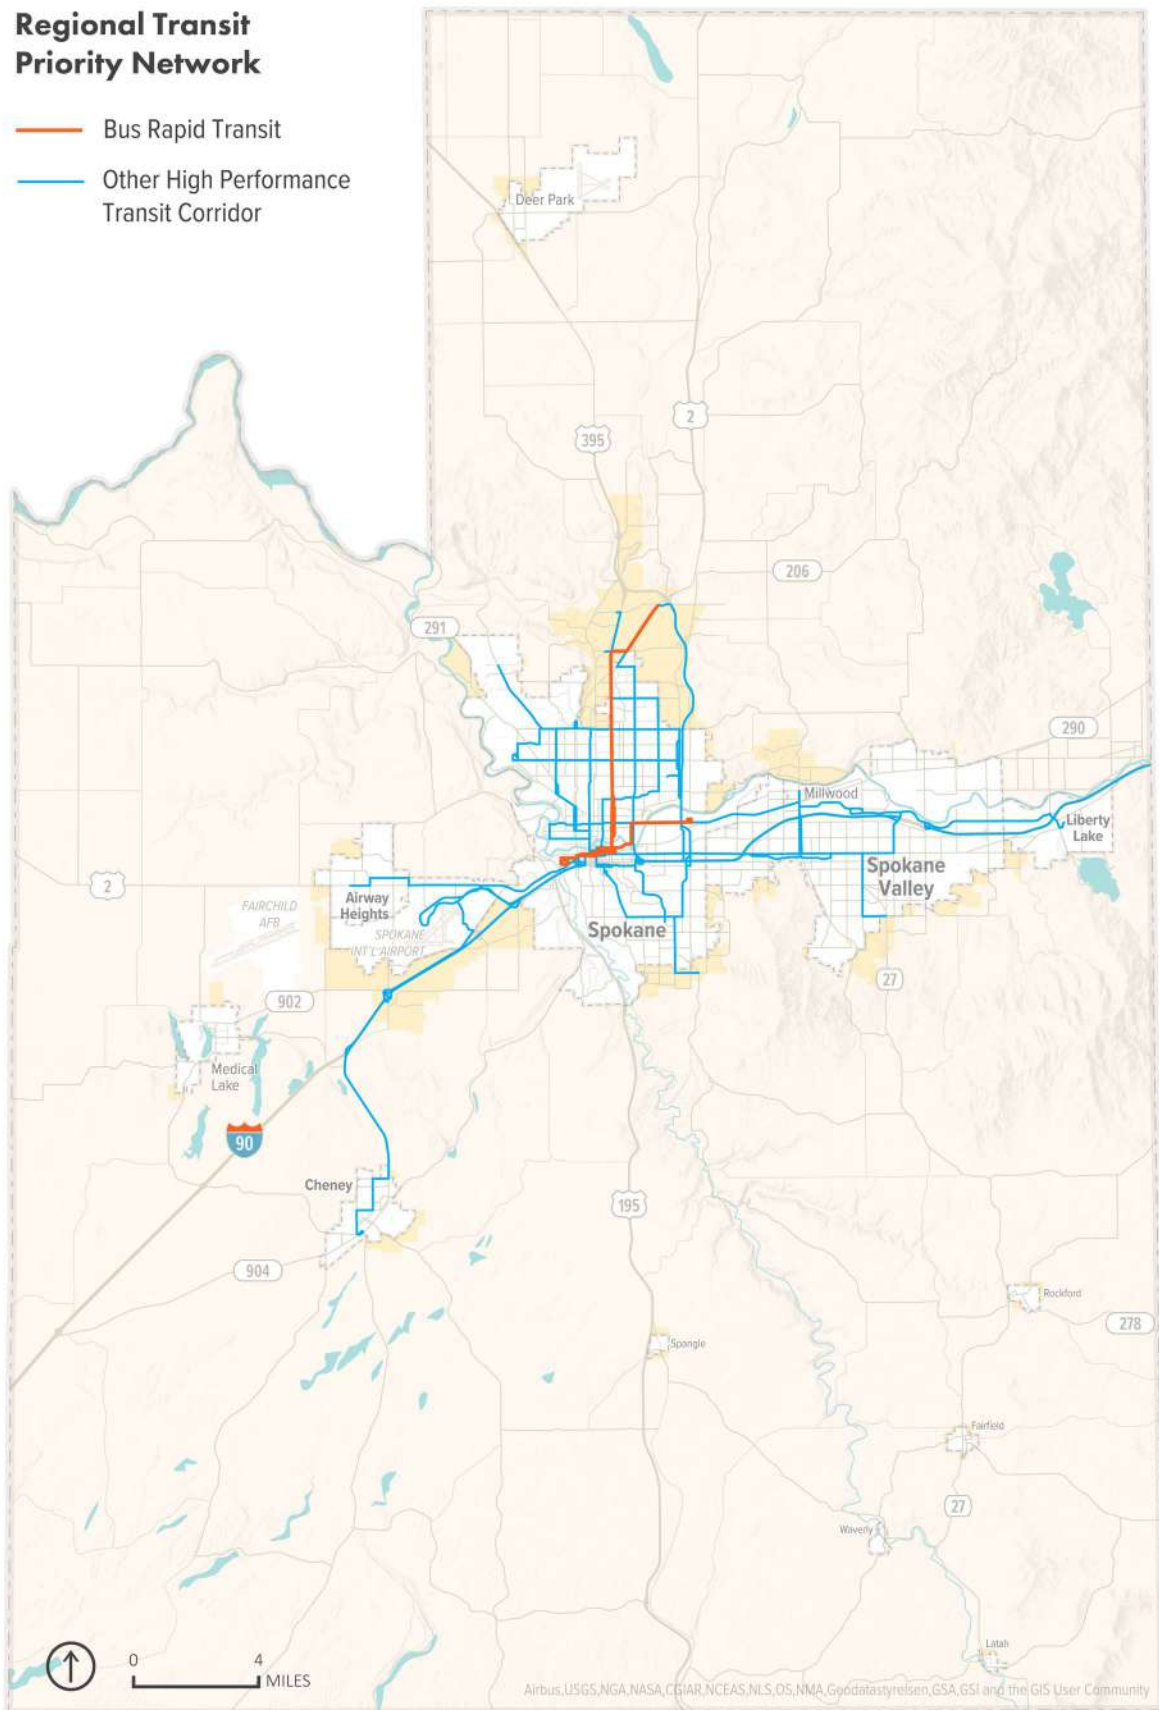 Regional Transit
Priority Network
Bus Rapid Transit
Other High Performance
Transit Corridor
Deer Park
2
395
206
291
290
Millwood
Liberty
Lake
Spokane
Valley
2
Airway
Heights
FAIRCHILD
AFB
SPOKANE
INT'L AIRPORT
Spokane
27
902
Medical
Lake
90
Cheney
195
904
Rockford
278
Spangle
Fairfield
27
Waverly
Latah
0 4
MILES
Airbus,USGS,NGA,NASA,CGIAR,NCEAS,NLS,OS,NMA,Geodatastyrelsen,GSA,GSI and the GIS User Community